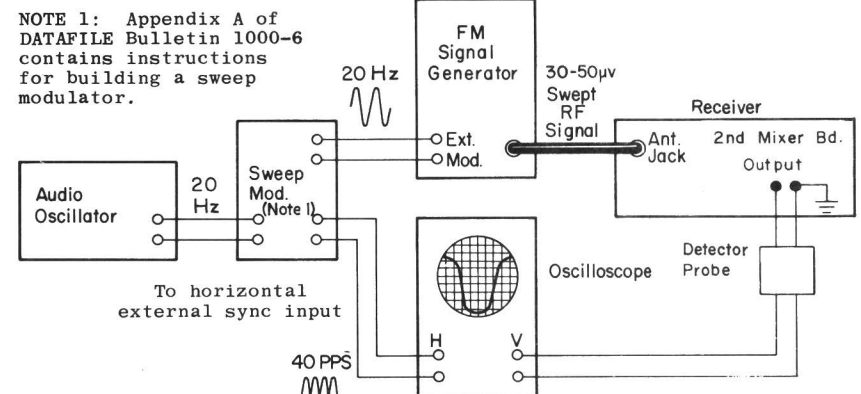 NOTE 1: Appendix A of
DATAFILE Bulletin 1000-6
contains instructions
for building a sweep
modulator.
20 Hz
FM
Signal
Generator
Ext.
Mod.
30-50μv
Swept
RF
Signal
Receiver
Ant.
Jack
2nd Mixer Bd.
Output
Audio
Oscillator
20
Hz
Sweep
Mod.
(Note 1)
Detector
Probe
Oscilloscope
To horizontal
external sync input
H
V
40 PPS